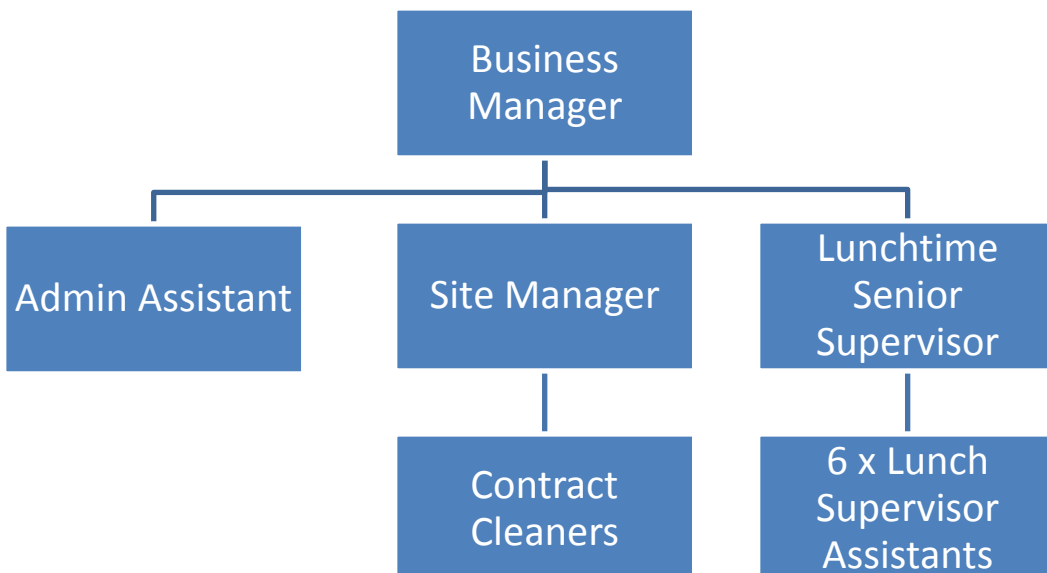 Business
Manager
Admin Assistant
Site Manager
Lunchtime
Senior
Supervisor
Contract
Cleaners
6 x Lunch
Supervisor
Assistants